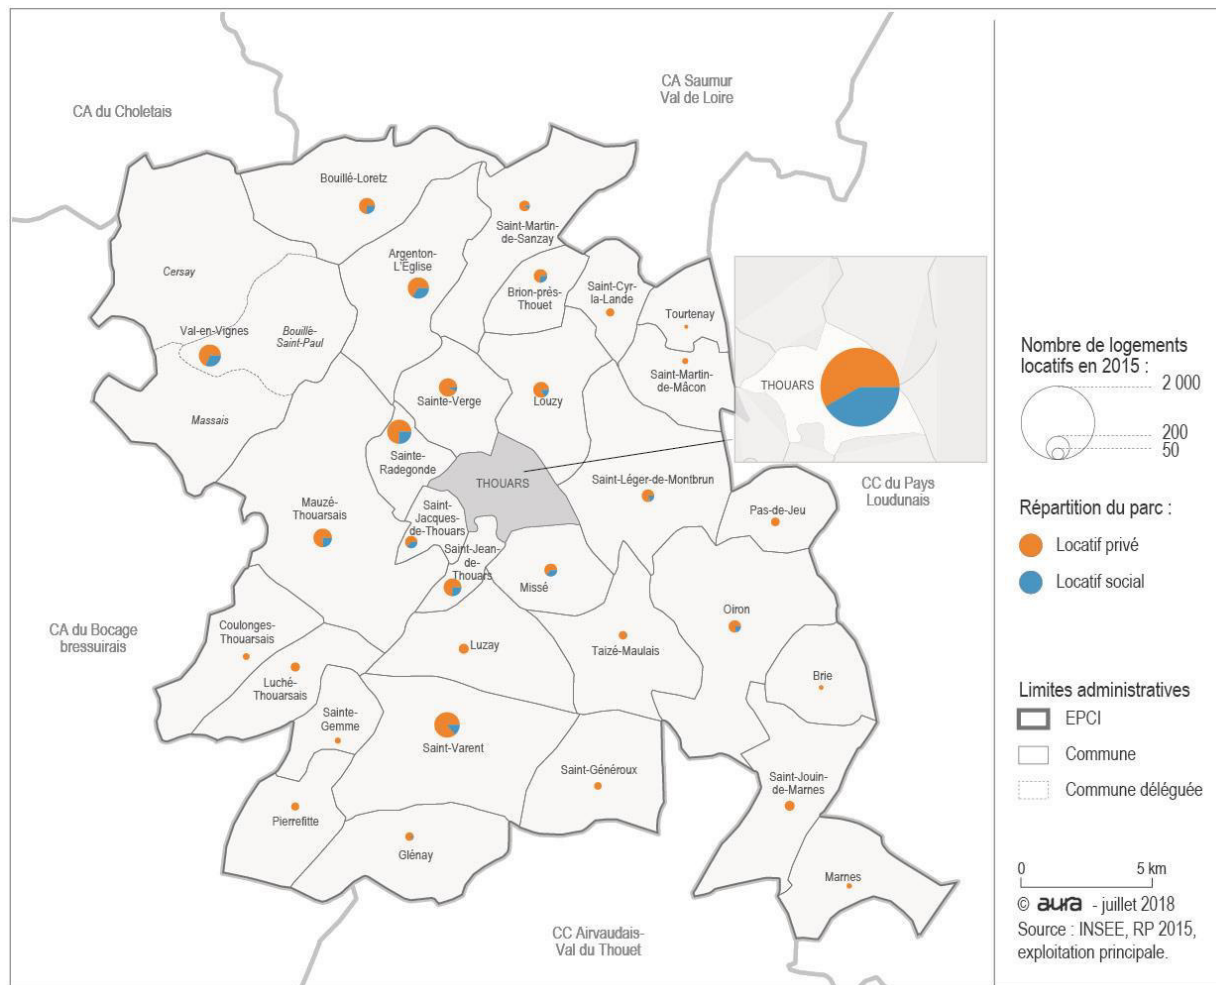 CA du Choletais
CA Saumur
Val de Loire
Bouillé-Loretz
Saint-Martin-
de-Sanzay
Argenton-
L'Église
Cersay
Brion-près-
Thouet
Saint-Cyr-
la-Lande
Tourtenay
Val-en-Vignes
Bouillé-
Saint-Paul
Saint-Martin-
de-Mâcon
Massais
Sainte-Verge
Louzy
THOUARS
Sainte-
Radegonde
THOUARS
Saint-Léger-de-Montbrun
CC du Pays
Loudunais
Mauzé-
Thouarsais
Saint-
Jacques-
de-Thouars
Pas-de-Jeu
Saint-Jean-
de-
Thouars
Missé
Oiron
CA du Bocage
bressuirais
Coulonges-
Thouarsais
Luzay
Taizé-Maulais
Luché-
Thouarsais
Brie
Sainte-
Gemme
Saint-Varent
Saint-Généroux
Saint-Jouin-
de-Marnes
Pierrefitte
Glénay
Marnes
CC Airvaudais-
Val du Thouet
Nombre de logements
locatifs en 2015 :
2 000
200
50
Répartition du parc :
Locatif privé
Locatif social
Limites administratives
EPCI
Commune
Commune déléguée
0 5 km
© aura - juillet 2018
Source : INSEE, RP 2015,
exploitation principale.